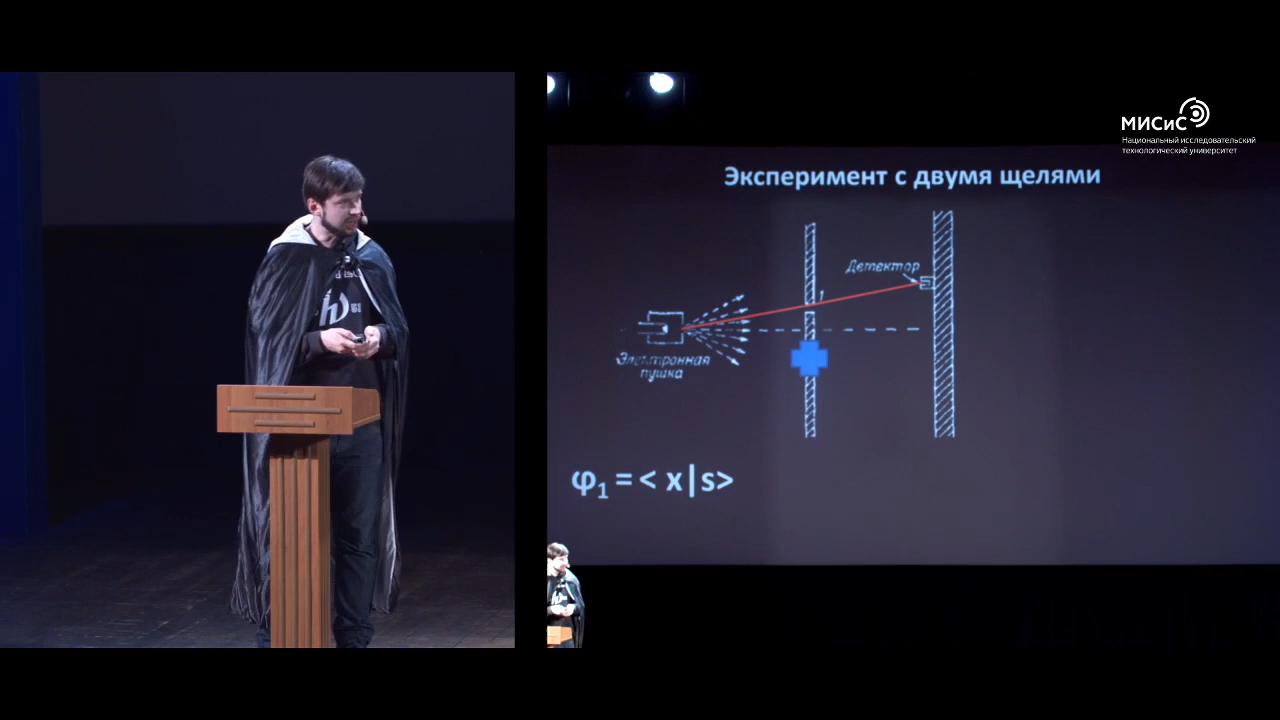 МИСиС
Национальный исследовательский
технологический университет
Эксперимент с двумя щелями
Детектор
1
Электронная
пушка
φ₁ = < x|s>